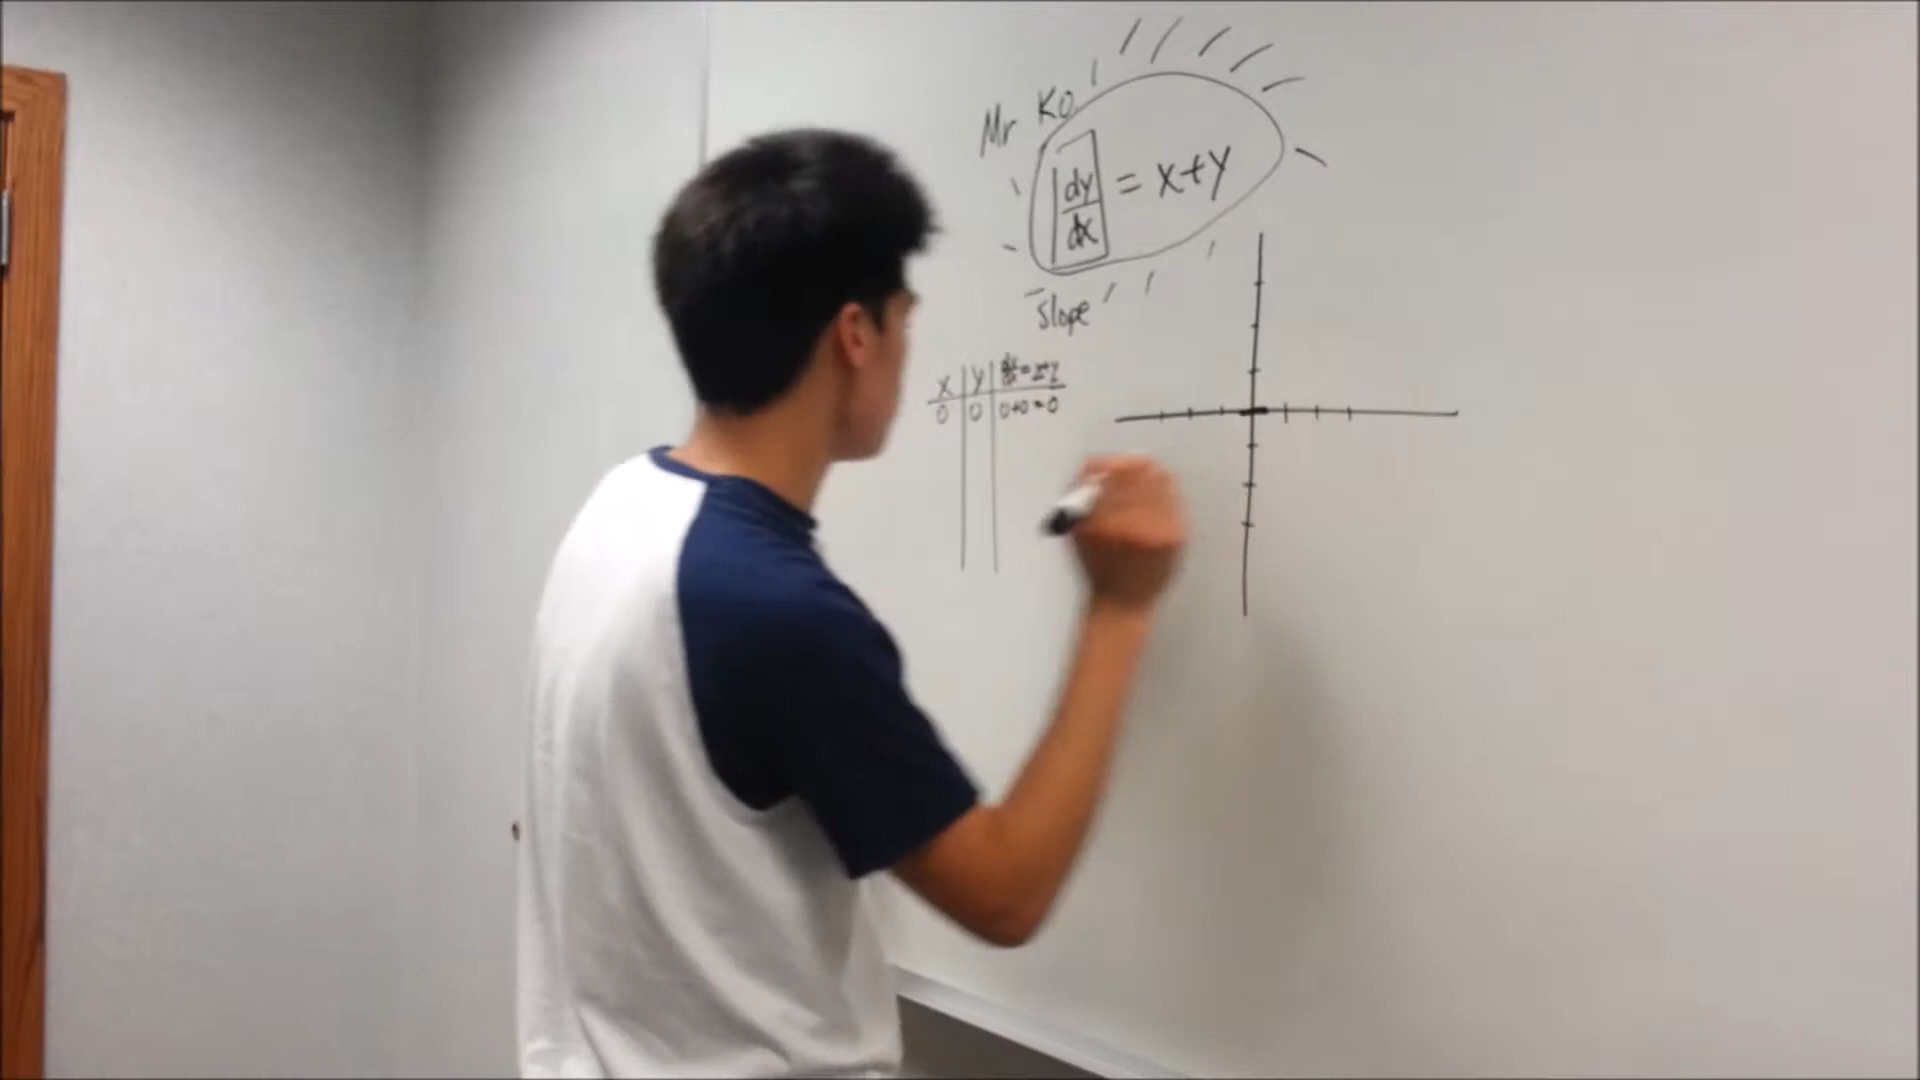 Mr Ko
dy/dx = x+y
slope
x | y | dy/dx = x+y
0 | 0 | 0+0=0